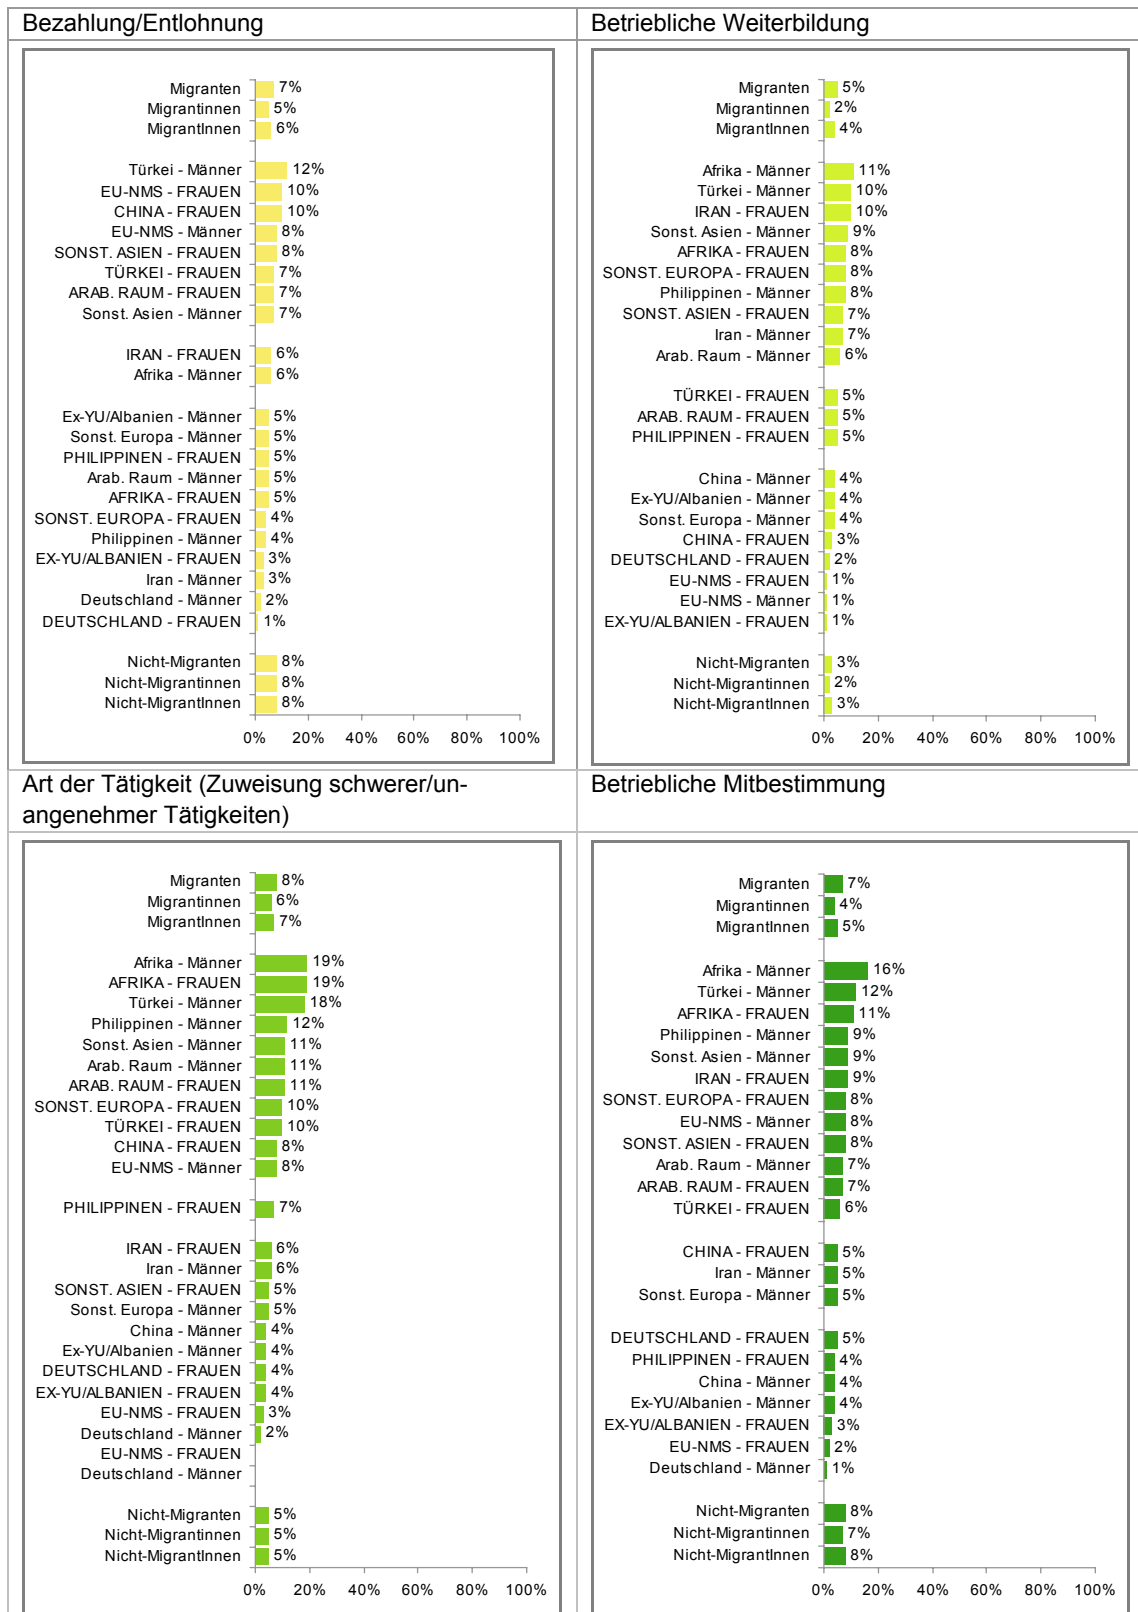 Bezahlung/Entlohnung
Migranten 7%
Migrantinnen 5%
MigrantInnen 6%
Türkei - Männer 12%
EU-NMS - FRAUEN 10%
CHINA - FRAUEN 10%
EU-NMS - Männer 8%
SONST. ASIEN - FRAUEN 8%
TÜRKEI - FRAUEN 7%
ARAB. RAUM - FRAUEN 7%
Sonst. Asien - Männer 7%
IRAN - FRAUEN 6%
Afrika - Männer 6%
Ex-YU/Albanien - Männer 5%
Sonst. Europa - Männer 5%
PHILIPPINEN - FRAUEN 5%
Arab. Raum - Männer 5%
AFRIKA - FRAUEN 5%
SONST. EUROPA - FRAUEN 4%
Philippinen - Männer 4%
EX-YU/ALBANIEN - FRAUEN 3%
Iran - Männer 3%
Deutschland - Männer 2%
DEUTSCHLAND - FRAUEN 1%
Nicht-Migranten 8%
Nicht-Migrantinnen 8%
Nicht-MigrantInnen 8%
0% 20% 40% 60% 80% 100%
Betriebliche Weiterbildung
Migranten 5%
Migrantinnen 2%
MigrantInnen 4%
Afrika - Männer 11%
Türkei - Männer 10%
IRAN - FRAUEN 10%
Sonst. Asien - Männer 9%
AFRIKA - FRAUEN 8%
SONST. EUROPA - FRAUEN 8%
Philippinen - Männer 8%
SONST. ASIEN - FRAUEN 7%
Iran - Männer 7%
Arab. Raum - Männer 6%
TÜRKEI - FRAUEN 5%
ARAB. RAUM - FRAUEN 5%
PHILIPPINEN - FRAUEN 5%
China - Männer 4%
Ex-YU/Albanien - Männer 4%
Sonst. Europa - Männer 4%
CHINA - FRAUEN 3%
DEUTSCHLAND - FRAUEN 2%
EU-NMS - FRAUEN 1%
EU-NMS - Männer 1%
EX-YU/ALBANIEN - FRAUEN 1%
Nicht-Migranten 3%
Nicht-Migrantinnen 2%
Nicht-MigrantInnen 3%
0% 20% 40% 60% 80% 100%
Art der Tätigkeit (Zuweisung schwerer/un-
angenehmer Tätigkeiten)
Migranten 8%
Migrantinnen 6%
MigrantInnen 7%
Afrika - Männer 19%
AFRIKA - FRAUEN 19%
Türkei - Männer 18%
Philippinen - Männer 12%
Sonst. Asien - Männer 11%
Arab. Raum - Männer 11%
ARAB. RAUM - FRAUEN 11%
SONST. EUROPA - FRAUEN 10%
TÜRKEI - FRAUEN 10%
CHINA - FRAUEN 8%
EU-NMS - Männer 8%
PHILIPPINEN - FRAUEN 7%
IRAN - FRAUEN 6%
Iran - Männer 6%
SONST. ASIEN - FRAUEN 5%
Sonst. Europa - Männer 5%
China - Männer 4%
Ex-YU/Albanien - Männer 4%
DEUTSCHLAND - FRAUEN 4%
EX-YU/ALBANIEN - FRAUEN 4%
EU-NMS - FRAUEN 3%
Deutschland - Männer 2%
EU-NMS - FRAUEN
Deutschland - Männer
Nicht-Migranten 5%
Nicht-Migrantinnen 5%
Nicht-MigrantInnen 5%
0% 20% 40% 60% 80% 100%
Betriebliche Mitbestimmung
Migranten 7%
Migrantinnen 4%
MigrantInnen 5%
Afrika - Männer 16%
Türkei - Männer 12%
AFRIKA - FRAUEN 11%
Philippinen - Männer 9%
Sonst. Asien - Männer 9%
IRAN - FRAUEN 9%
SONST. EUROPA - FRAUEN 8%
EU-NMS - Männer 8%
SONST. ASIEN - FRAUEN 8%
Arab. Raum - Männer 7%
ARAB. RAUM - FRAUEN 7%
TÜRKEI - FRAUEN 6%
CHINA - FRAUEN 5%
Iran - Männer 5%
Sonst. Europa - Männer 5%
DEUTSCHLAND - FRAUEN 5%
PHILIPPINEN - FRAUEN 4%
China - Männer 4%
Ex-YU/Albanien - Männer 4%
EX-YU/ALBANIEN - FRAUEN 3%
EU-NMS - FRAUEN 2%
Deutschland - Männer 1%
Nicht-Migranten 8%
Nicht-Migrantinnen 7%
Nicht-MigrantInnen 8%
0% 20% 40% 60% 80% 100%